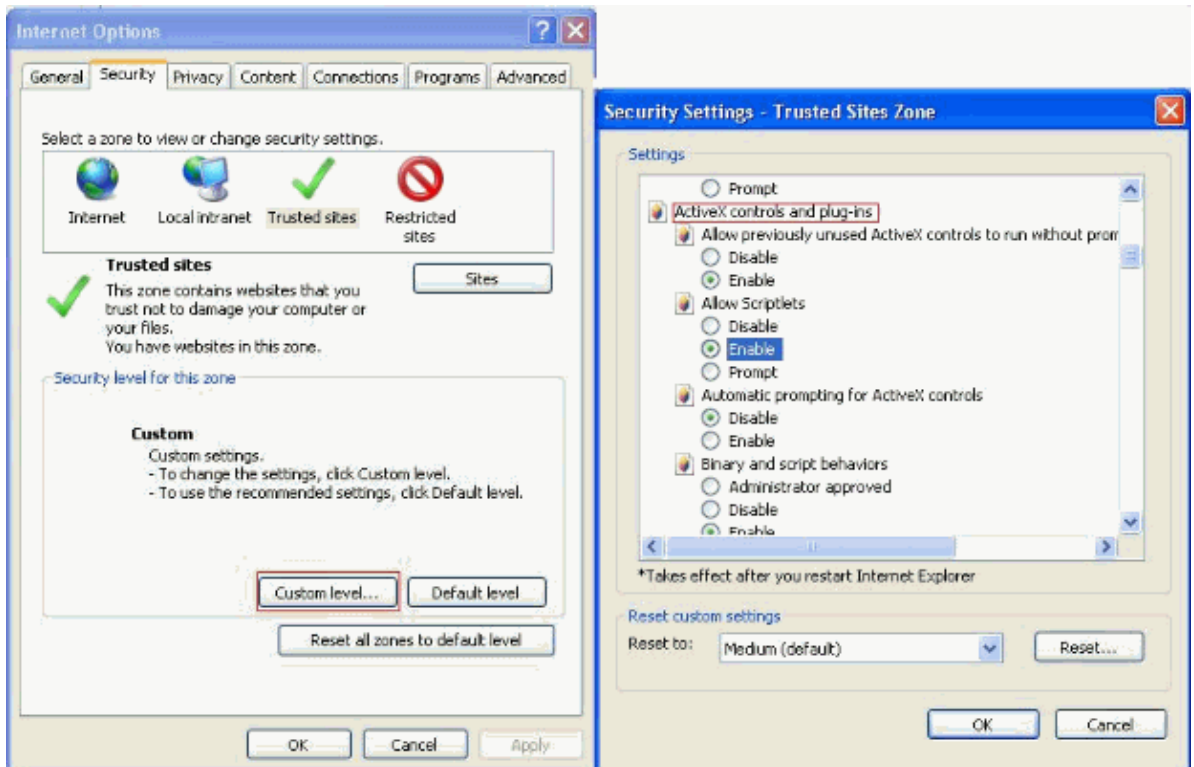 Internet Options
General Security Privacy Content Connections Programs Advanced
Select a zone to view or change security settings.
Internet Local intranet Trusted sites Restricted sites
Trusted sites
Sites
This zone contains websites that you
trust not to damage your computer or
your files.
You have websites in this zone.
Security level for this zone
Custom
Custom settings.
- To change the settings, click Custom level.
- To use the recommended settings, click Default level.
Custom level... Default level
Reset all zones to default level
OK Cancel Apply
Security Settings - Trusted Sites Zone
Settings
Prompt
ActiveX controls and plug-ins
Allow previously unused ActiveX controls to run without prom
Disable
Enable
Allow Scriptlets
Disable
Enable
Prompt
Automatic prompting for ActiveX controls
Disable
Enable
Binary and script behaviors
Administrator approved
Disable
Enable
*Takes effect after you restart Internet Explorer
Reset custom settings
Reset to: Medium (default) Reset...
OK Cancel